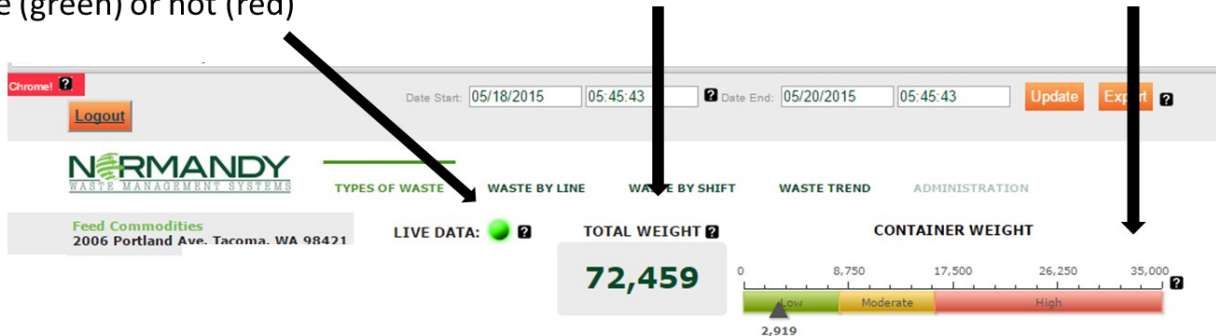 e (green) or not (red)
Chrome! ?
Logout
Date Start: 05/18/2015 05:45:43 ? Date End: 05/20/2015 05:45:43 Update ?
NORMANDY
WASTE MANAGEMENT SYSTEMS
TYPES OF WASTE WASTE BY LINE WASTE BY SHIFT WASTE TREND ADMINISTRATION
Feed Commodities
2006 Portland Ave. Tacoma. WA 98421
LIVE DATA: ? TOTAL WEIGHT ? CONTAINER WEIGHT
72,459
0 8,750 17,500 26,250 35,000 ?
Low Moderate High
2,919